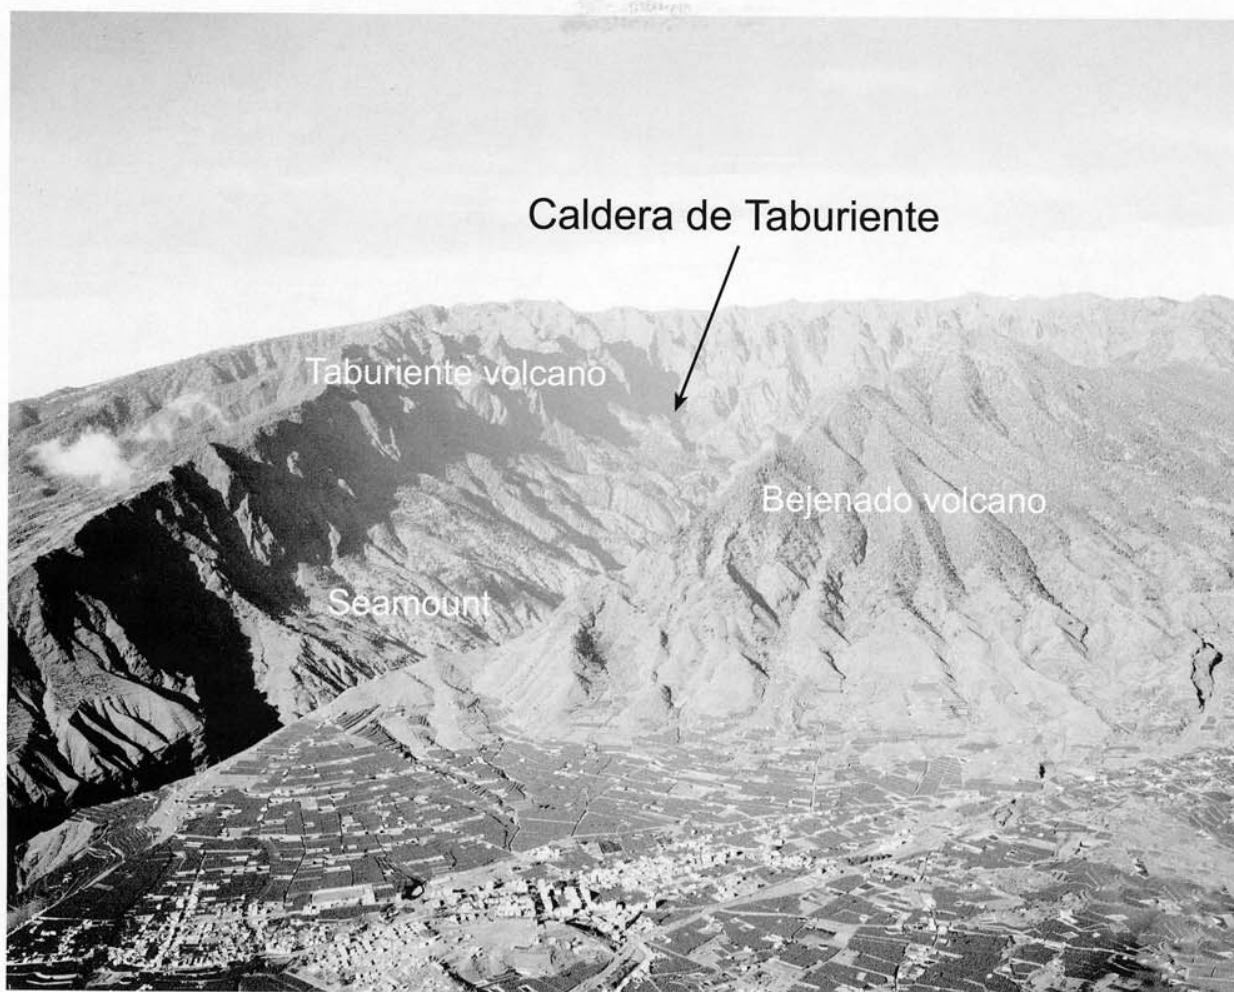 Caldera de Taburiente
Taburiente volcano
Bejenado volcano
Seamount